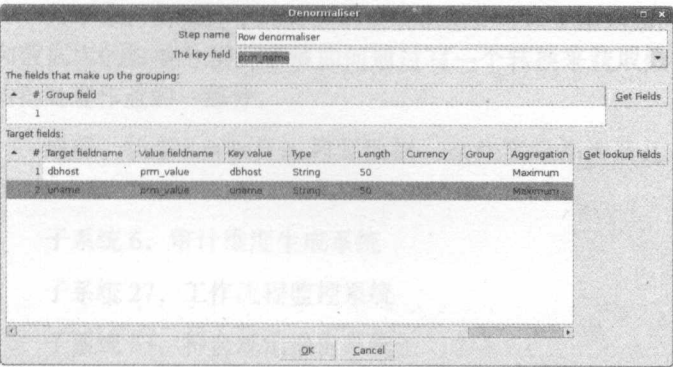 Denormaliser
Step name Row denormaliser
The key field prm_name
The fields that make up the grouping:
# Group field
Get Fields
1
Target fields:
# Target fieldname Value fieldname Key value Type Length Currency Group Aggregation
Get lookup fields
1 dbhost prm_value dbhost String 50 Maximum
2 uname prm_value uname String 50 Maximum
子系统 6,审计维度生成系统
子系统 27,工作流程监控系统
OK Cancel